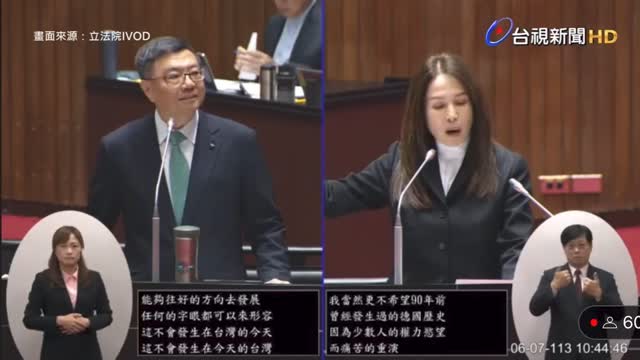 畫面來源：立法院IVOD
台視新聞HD
能夠往好的方向去發展
任何的字眼都可以來形容
這不會發生在台灣的今天
這不會發生在今天的台灣
我當然更不希望90年前
曾經發生過的德國歷史
因為少數人的權力慾望
而痛苦的重演
06-07-113 10:44:46
60